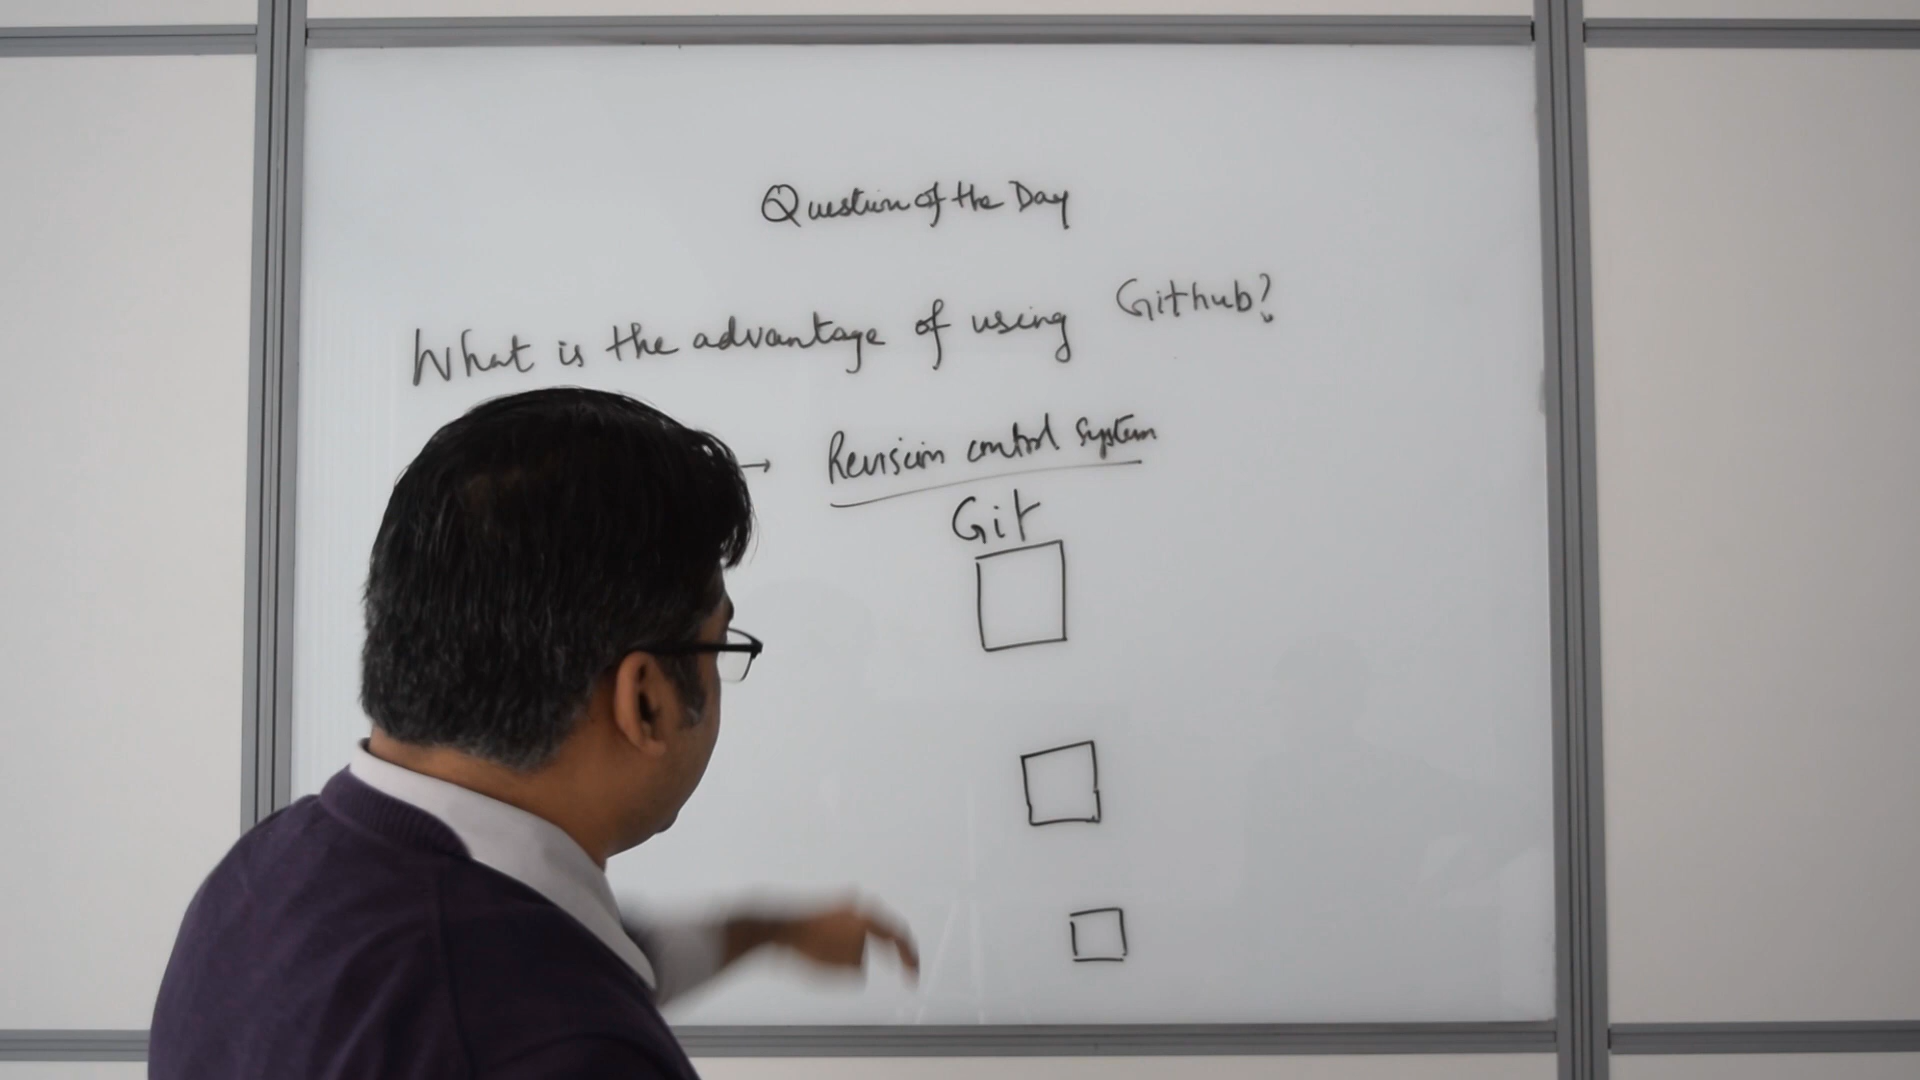 Question of the Day
What is the advantage of using Github?
→ Revision control system
Git